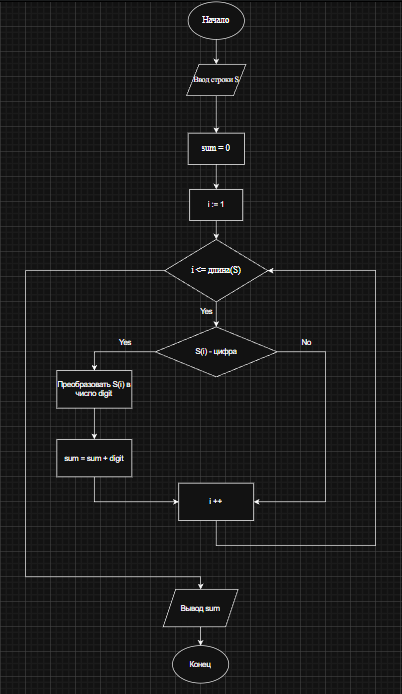 Начало
Ввод строки S
sum = 0
i := 1
i <= длина(S)
Yes
S(i) - цифра
Yes
No
Преобразовать S(i) в
число digit
sum = sum + digit
i ++
Вывод sum
Конец